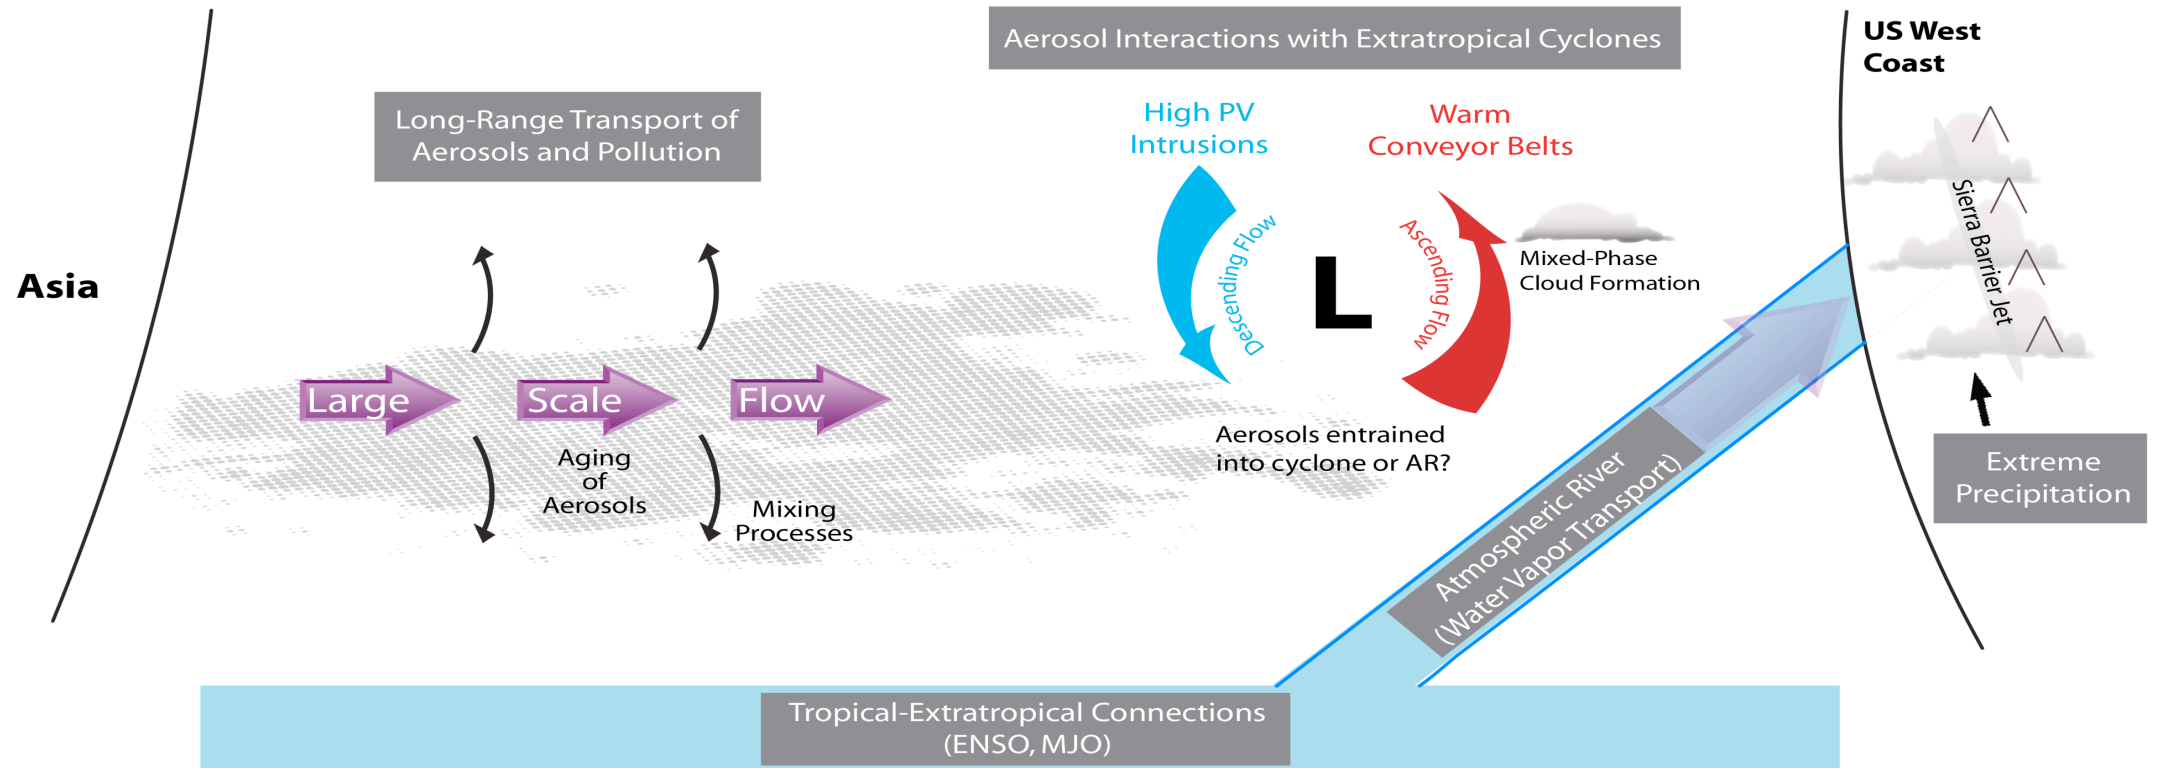 Aerosol Interactions with Extratropical Cyclones
US West
Coast
Long-Range Transport of
Aerosols and Pollution
High PV
Intrusions
Warm
Conveyor Belts
Descending Flow
L
Ascending Flow
Mixed-Phase
Cloud Formation
Sierra Barrier Jet
Asia
Large
Scale
Flow
Aging
of
Aerosols
Mixing
Processes
Aerosols entrained
into cyclone or AR?
Atmospheric River
(Water Vapor Transport)
Extreme
Precipitation
Tropical-Extratropical Connections
(ENSO, MJO)